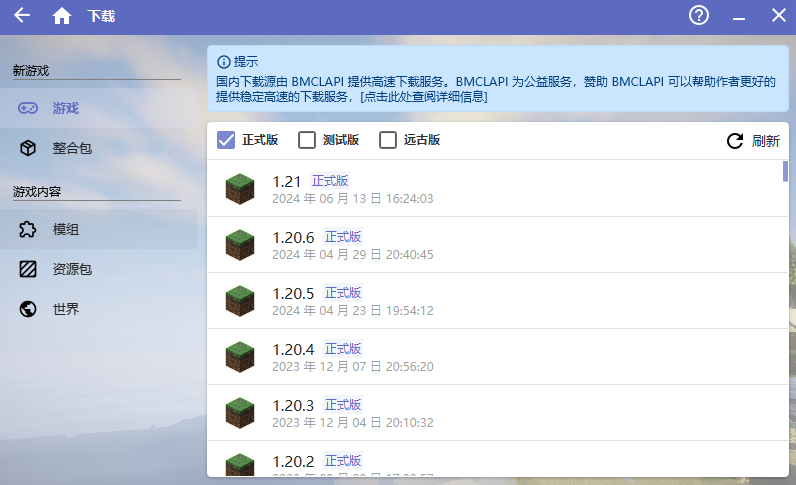 下载
新游戏
游戏
整合包
游戏内容
模组
资源包
世界
提示
国内下载源由 BMCLAPI 提供高速下载服务。BMCLAPI 为公益服务，赞助 BMCLAPI 可以帮助作者更好的
提供稳定高速的下载服务，[点击此处查阅详细信息]
正式版 测试版 远古版 刷新
1.21 正式版
2024 年 06 月 13 日 16:24:03
1.20.6 正式版
2024 年 04 月 29 日 20:40:45
1.20.5 正式版
2024 年 04 月 23 日 19:54:12
1.20.4 正式版
2023 年 12 月 07 日 20:56:20
1.20.3 正式版
2023 年 12 月 04 日 20:10:32
1.20.2 正式版